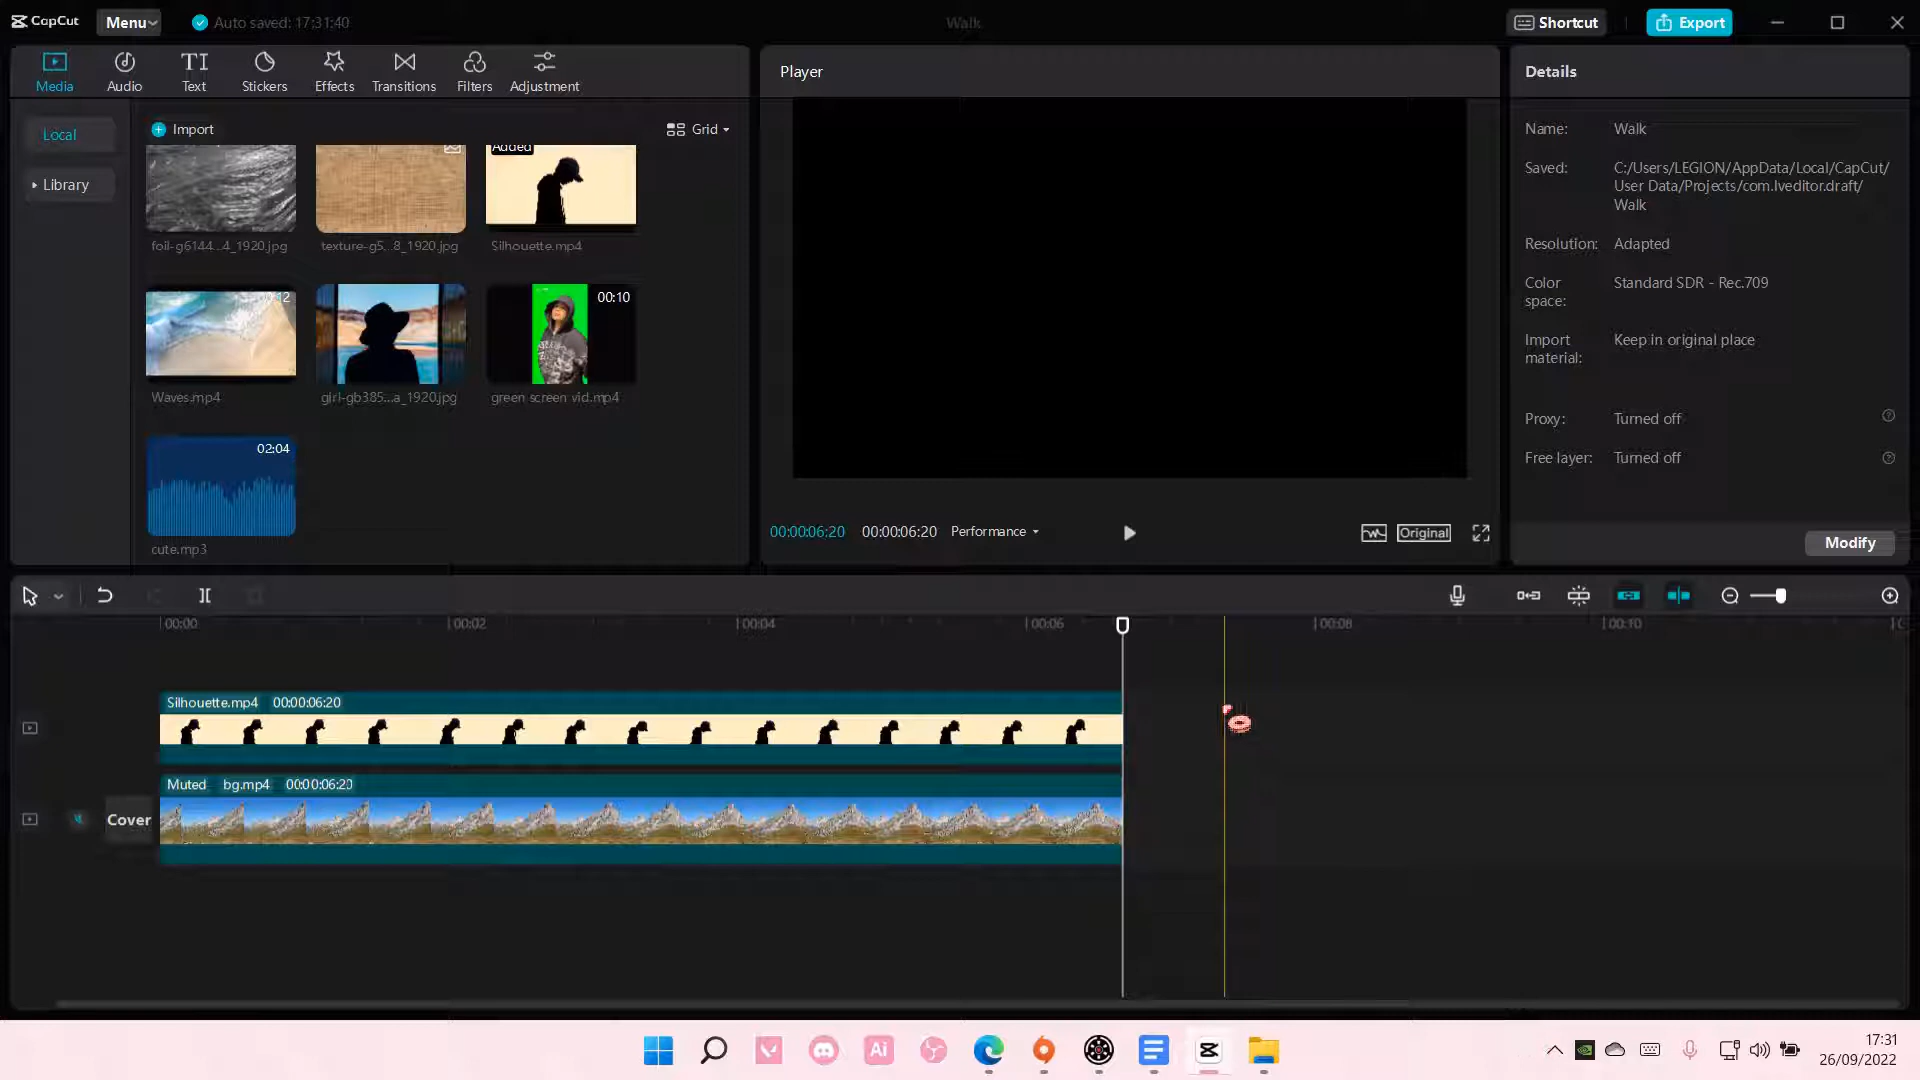 CapCut
Menu
Auto saved: 17:31:40
Walk
Shortcut
Export
Media
Audio
TI
Text
Stickers
Effects
Transitions
Filters
Adjustment
Player
Details
Local
Library
Import
Grid
Added
foil-g6144...4_1920.jpg
texture-g5...8_1920.jpg
Silhouette.mp4
00:10
Waves.mp4
girl-gb385...a_1920.jpg
green screen vid.mp4
02:04
cute.mp3
00:00:06:20
00:00:06:20
Performance
Original
Name:
Walk
Saved:
C:/Users/LEGION/AppData/Local/CapCut/
User Data/Projects/com.lveditor.draft/
Walk
Resolution:
Adapted
Color
space:
Standard SDR - Rec.709
Import
material:
Keep in original place
Proxy:
Turned off
Free layer:
Turned off
Modify
00:00
00:02
00:04
00:06
00:08
00:10
Silhouette.mp4 00:00:06:20
Muted bg.mp4 00:00:06:20
Cover
Ai
17:31
26/09/2022